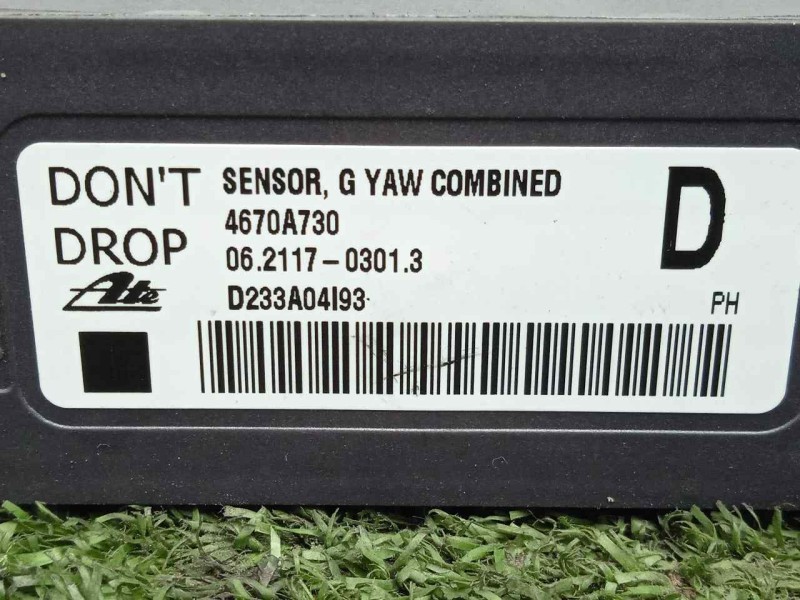 DON'T
DROP
Ate
SENSOR, G YAW COMBINED
4670A730
06.2117-0301.3
D233A04I93
D
PH